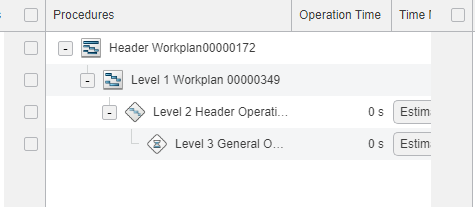 Procedures Operation Time Time
Header Workplan00000172
Level 1 Workplan 00000349
Level 2 Header Operati... 0 s Estim
Level 3 General O... 0 s Estim